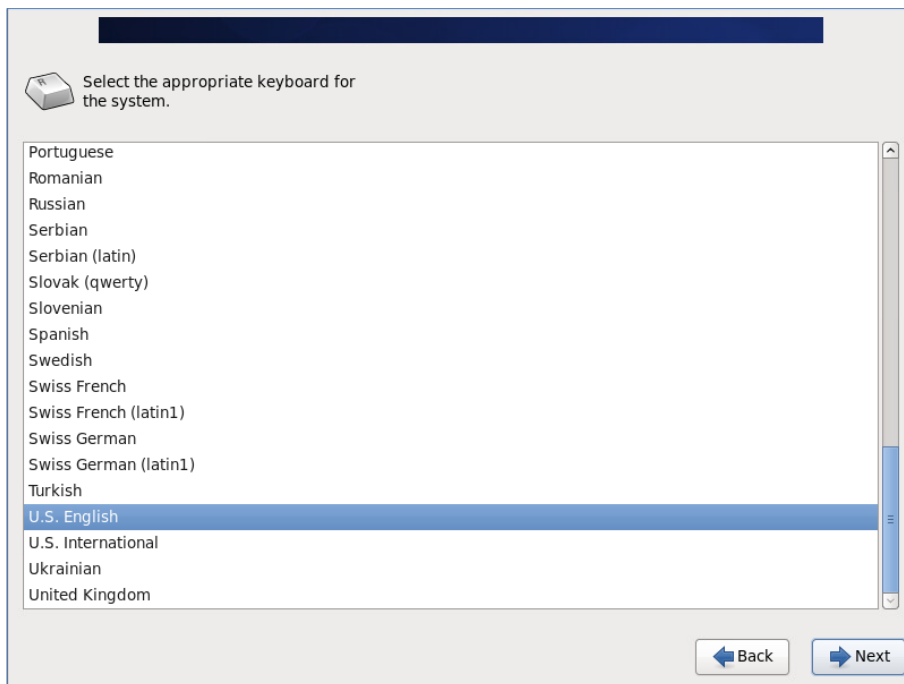 Select the appropriate keyboard for
the system.
Portuguese
Romanian
Russian
Serbian
Serbian (latin)
Slovak (qwerty)
Slovenian
Spanish
Swedish
Swiss French
Swiss French (latin1)
Swiss German
Swiss German (latin1)
Turkish
U.S. English
U.S. International
Ukrainian
United Kingdom
Back
Next